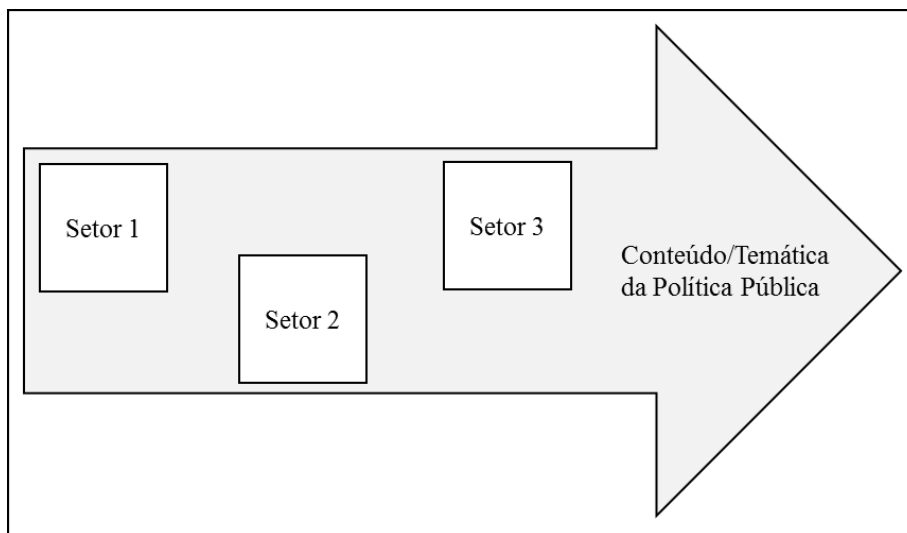 Setor 1
Setor 2
Setor 3
Conteúdo/Temática
da Política Pública